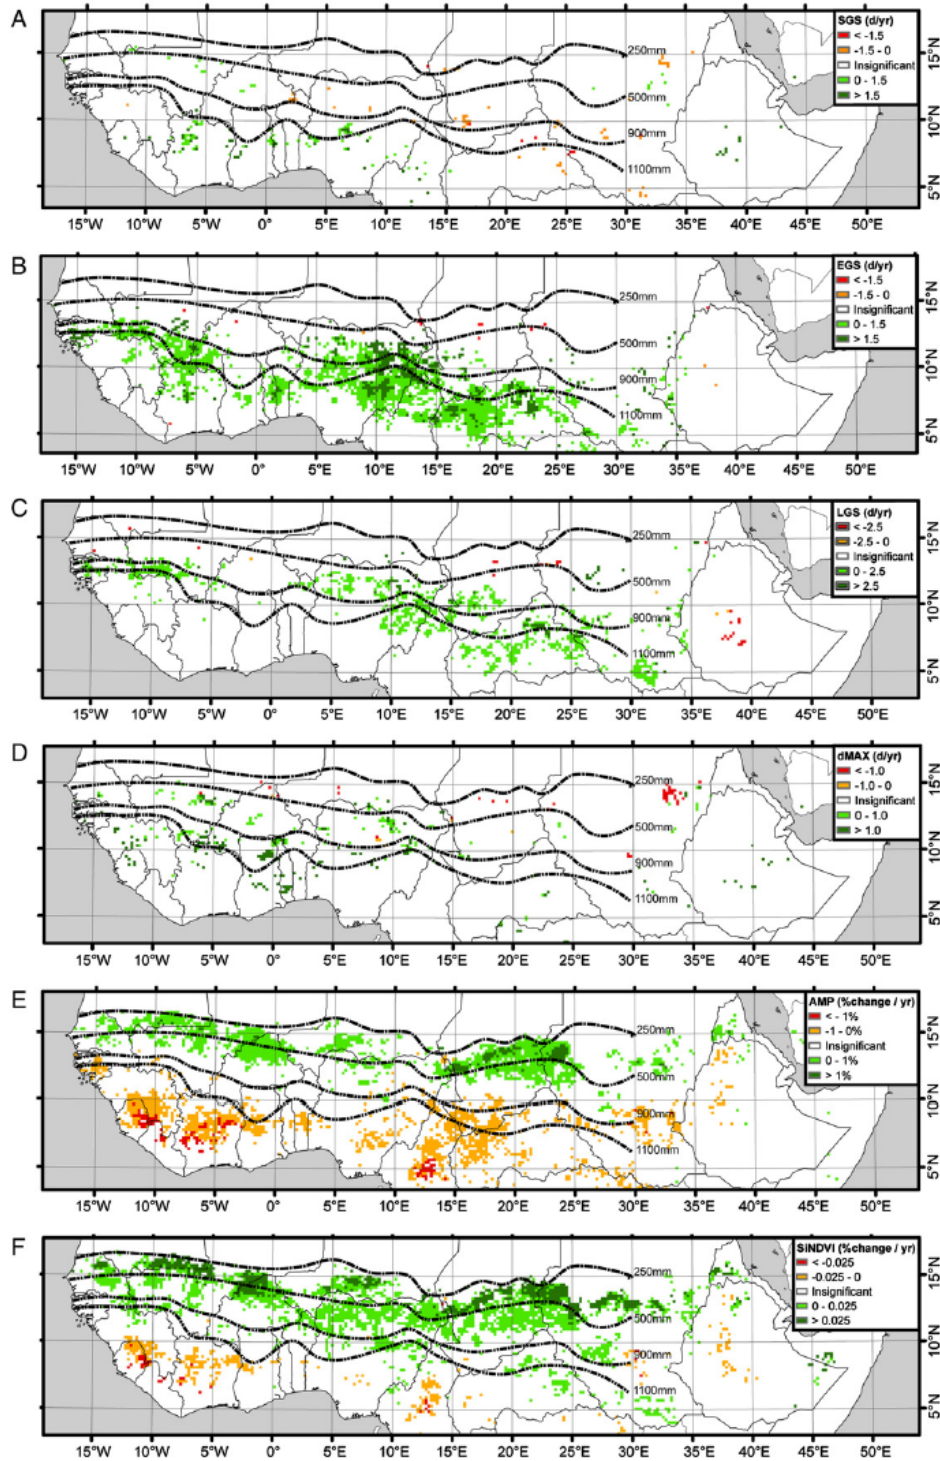 A
SGS (d/yr)
< -1.5
-1.5 - 0
Insignificant
0 - 1.5
> 1.5
250mm
500mm
900mm
1100mm
15°N
10°N
5°N
15°W 10°W 5°W 0° 5°E 10°E 15°E 20°E 25°E 30°E 35°E 40°E 45°E 50°E
B
EGS (d/yr)
< -1.5
-1.5 - 0
Insignificant
0 - 1.5
> 1.5
250mm
500mm
900mm
1100mm
15°N
10°N
5°N
15°W 10°W 5°W 0° 5°E 10°E 15°E 20°E 25°E 30°E 35°E 40°E 45°E 50°E
C
LGS (d/yr)
< -2.5
-2.5 - 0
Insignificant
0 - 2.5
> 2.5
250mm
500mm
900mm
1100mm
15°N
10°N
5°N
15°W 10°W 5°W 0° 5°E 10°E 15°E 20°E 25°E 30°E 35°E 40°E 45°E 50°E
D
dMAX (d/yr)
< -1.0
-1.0 - 0
Insignificant
0 - 1.0
> 1.0
250mm
500mm
900mm
1100mm
15°N
10°N
5°N
15°W 10°W 5°W 0° 5°E 10°E 15°E 20°E 25°E 30°E 35°E 40°E 45°E 50°E
E
AMP (%change / yr)
< - 1%
-1 - 0%
Insignificant
0 - 1%
> 1%
250mm
500mm
900mm
1100mm
15°N
10°N
5°N
15°W 10°W 5°W 0° 5°E 10°E 15°E 20°E 25°E 30°E 35°E 40°E 45°E 50°E
F
SiNDVI (%change / yr)
< -0.025
-0.025 - 0
Insignificant
0 - 0.025
> 0.025
250mm
500mm
900mm
1100mm
15°N
10°N
5°N
15°W 10°W 5°W 0° 5°E 10°E 15°E 20°E 25°E 30°E 35°E 40°E 45°E 50°E